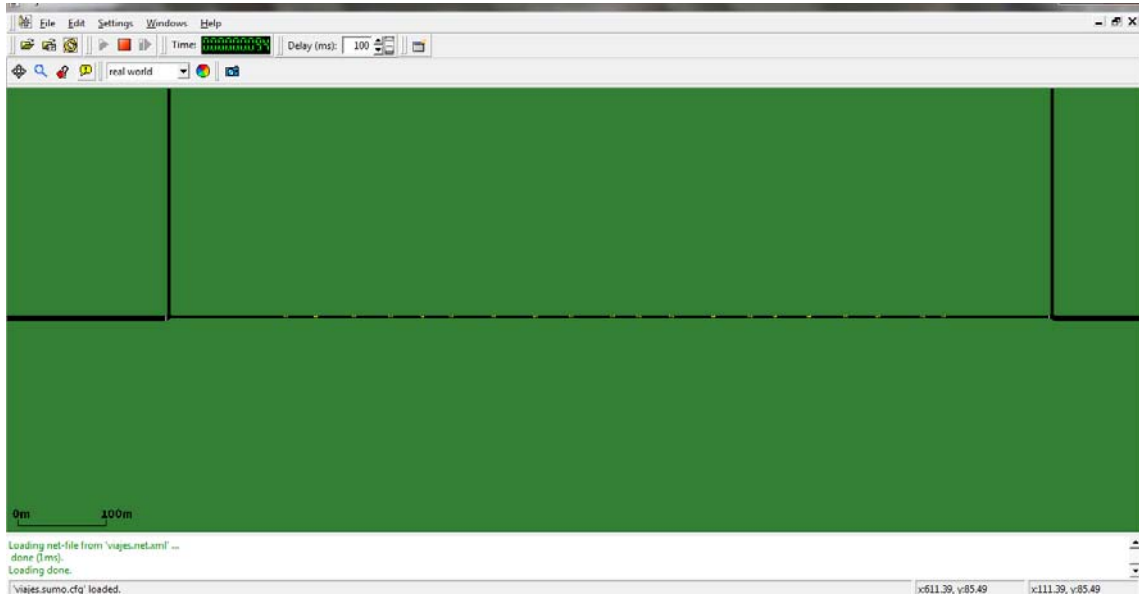 File Edit Settings Windows Help
Time: Delay (ms): 100
real world
0m 100m
Loading net-file from 'viajes.net.xml' ...
done (1ms).
Loading done.
'viajes.sumo.cfg' loaded. x:611.39, y:85.49 x:111.39, y:85.49